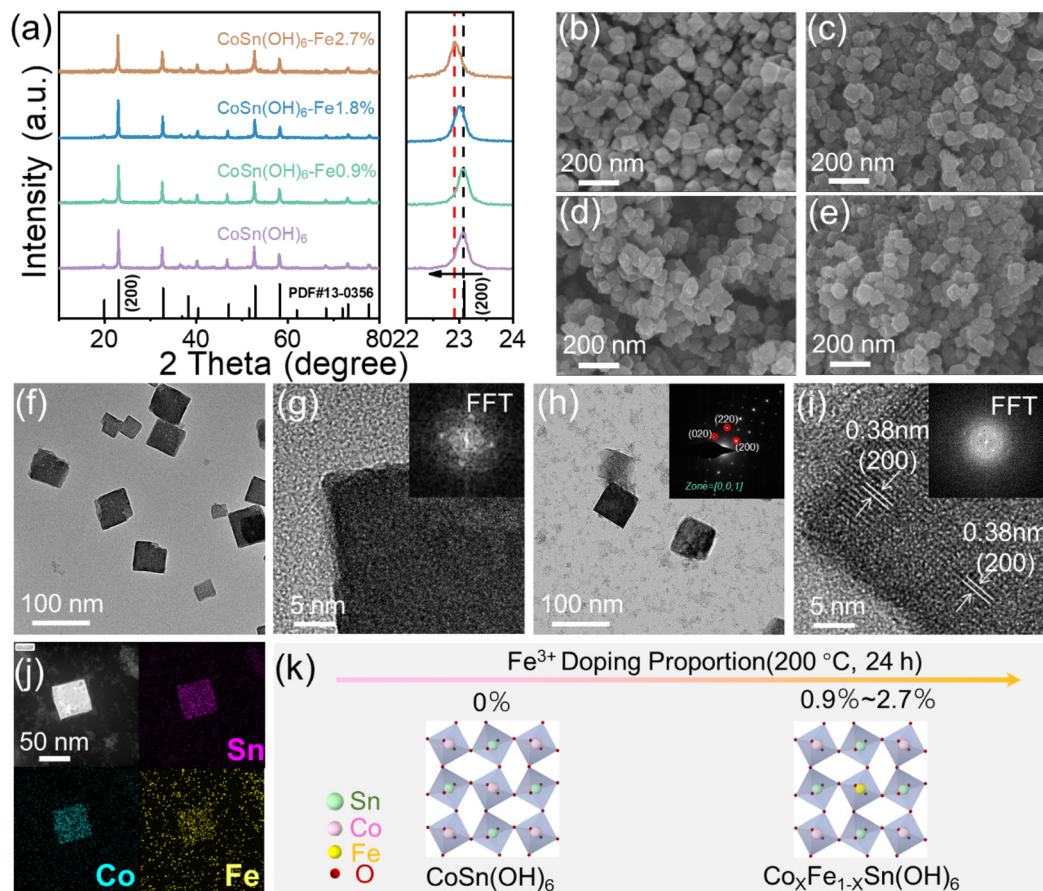 (a)
Intensity (a.u.)
CoSn(OH)₆-Fe2.7%
CoSn(OH)₆-Fe1.8%
CoSn(OH)₆-Fe0.9%
CoSn(OH)₆
(200)
PDF#13-0356
(200)
20 40 60 80 22 23 24
2 Theta (degree)
(b)
200 nm
(c)
200 nm
(d)
200 nm
(e)
200 nm
(f)
100 nm
(g)
FFT
5 nm
(h)
(220)
(020)
(200)
Zone=[0,0,1]
100 nm
(i)
FFT
0.38nm
(200)
0.38nm
(200)
5 nm
(j)
50 nm
Sn
Co
Fe
(k)
Fe³⁺ Doping Proportion(200 °C, 24 h)
0%
0.9%~2.7%
Sn
Co
Fe
O
CoSn(OH)₆
CoₓFe₁₋ₓSn(OH)₆